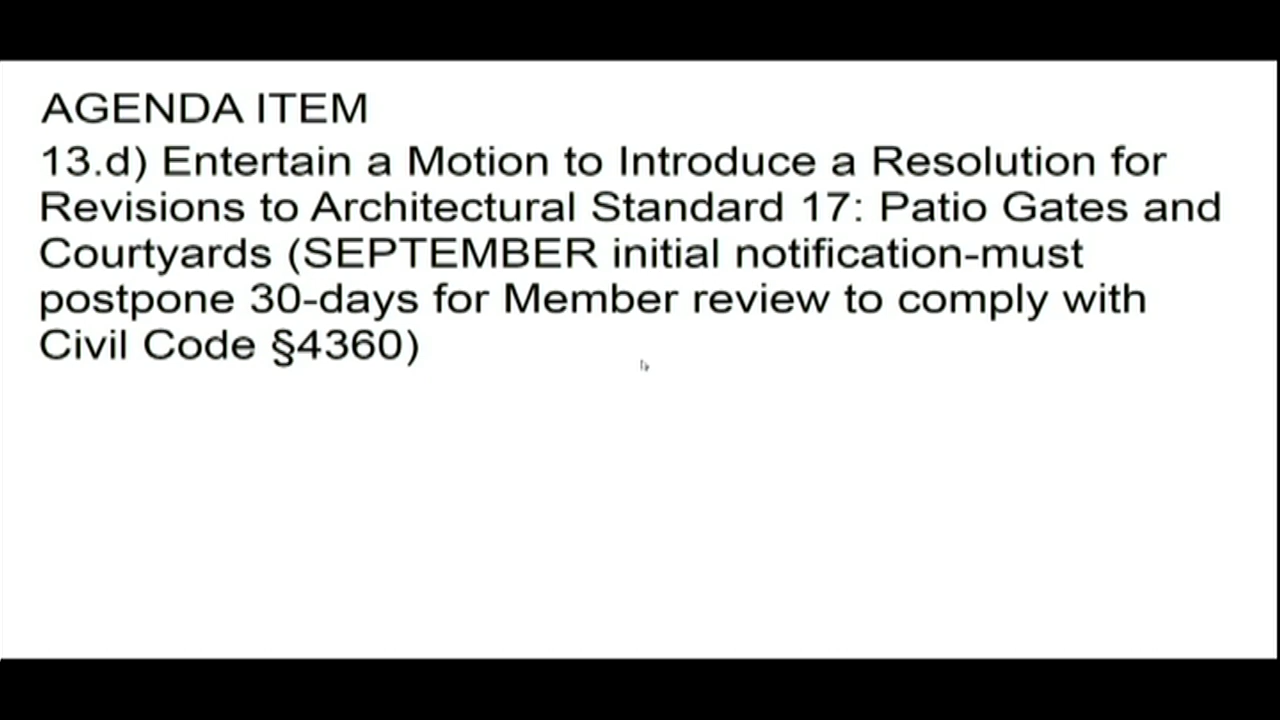 AGENDA ITEM
13.d) Entertain a Motion to Introduce a Resolution for
Revisions to Architectural Standard 17: Patio Gates and
Courtyards (SEPTEMBER initial notification-must
postpone 30-days for Member review to comply with
Civil Code §4360)